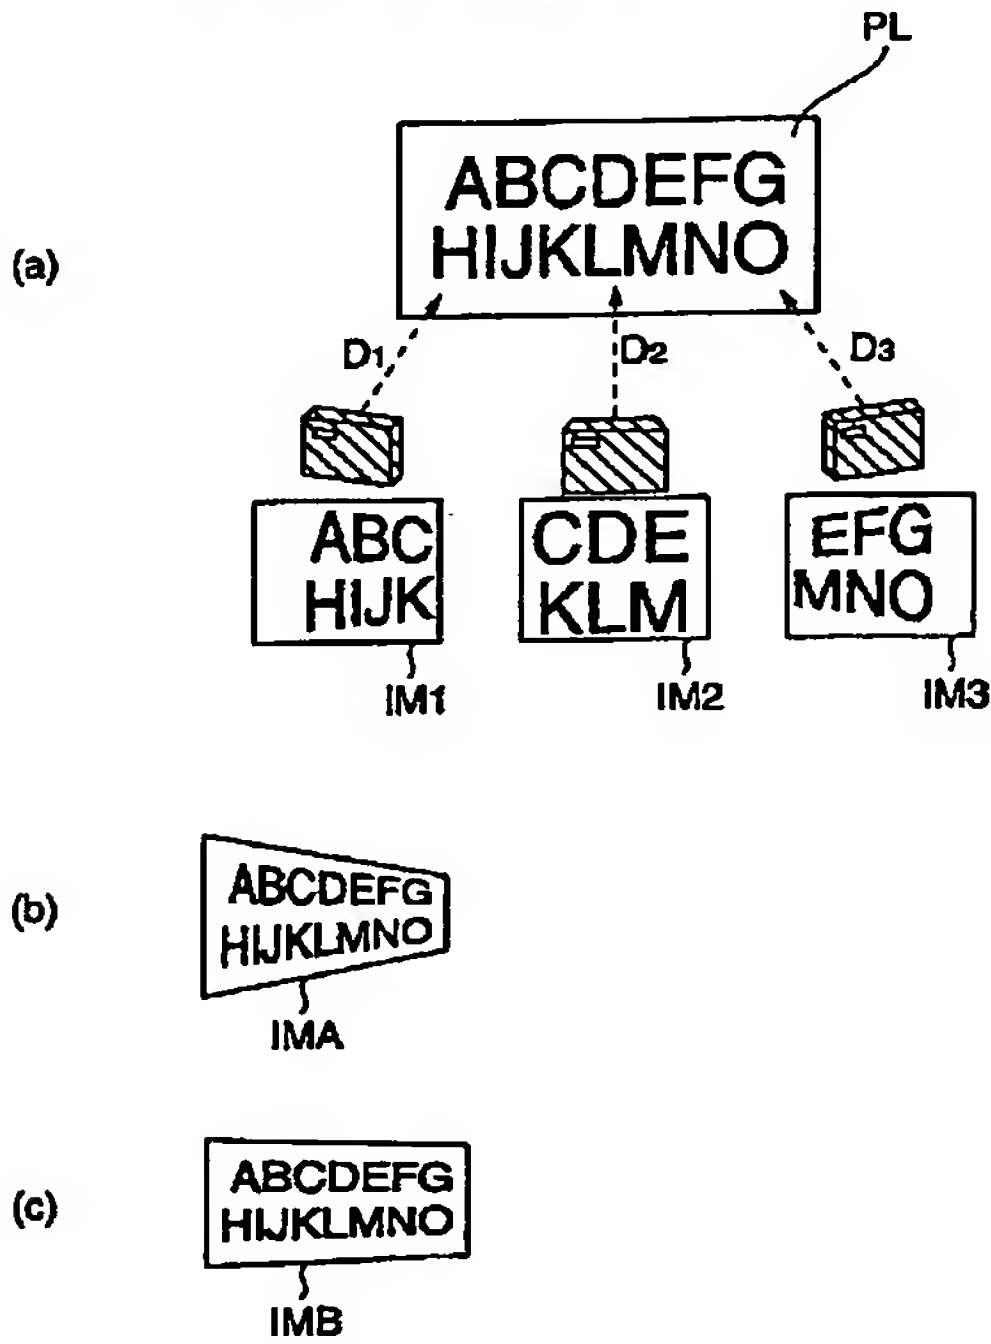 PL
(a)
ABCDEFG
HIJKLMNO
D1 D2 D3
ABC
HIJK
CDE
KLM
EFG
MNO
IM1 IM2 IM3
(b)
ABCDEFG
HIJKLMNO
IMA
(c)
ABCDEFG
HIJKLMNO
IMB